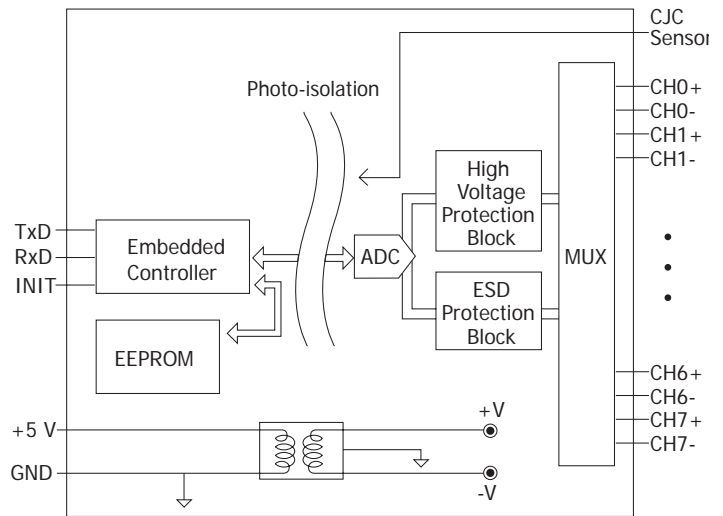 CJC
Sensor
Photo-isolation
CH0+
CH0-
CH1+
CH1-
High
Voltage
Protection
Block
TxD
RxD
INIT
Embedded
Controller
ADC
MUX
ESD
Protection
Block
EEPROM
CH6+
CH6-
CH7+
CH7-
+5 V
GND
+V
-V